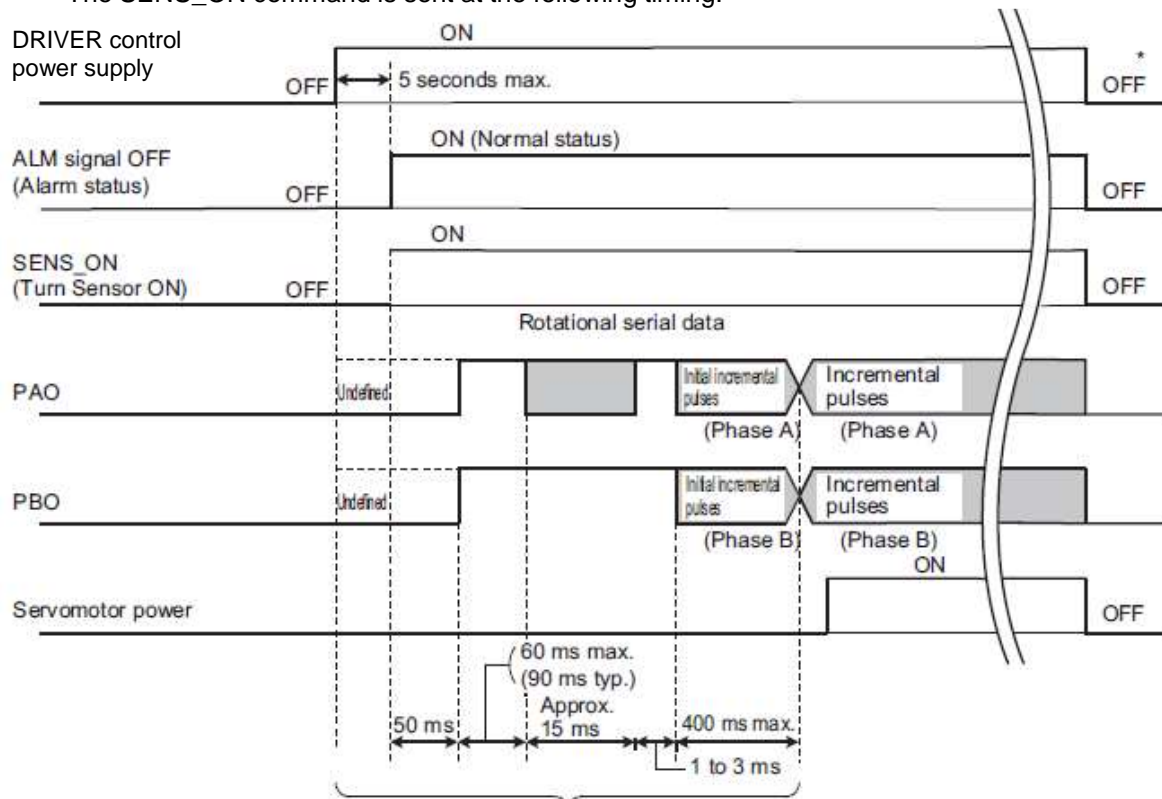 The SENS_ON command is sent at the following timing.
DRIVER control
power supply
ON
OFF
5 seconds max.
*
OFF
ALM signal OFF
(Alarm status)
ON (Normal status)
OFF
OFF
SENS_ON
(Turn Sensor ON)
ON
OFF
OFF
Rotational serial data
PAO
Undefined
Initial incremental
pulses
(Phase A)
Incremental
pulses
(Phase A)
PBO
Undefined
Initial incremental
pulses
(Phase B)
Incremental
pulses
(Phase B)
Servomotor power
ON
OFF
60 ms max.
(90 ms typ.)
50 ms
Approx.
15 ms
400 ms max.
1 to 3 ms